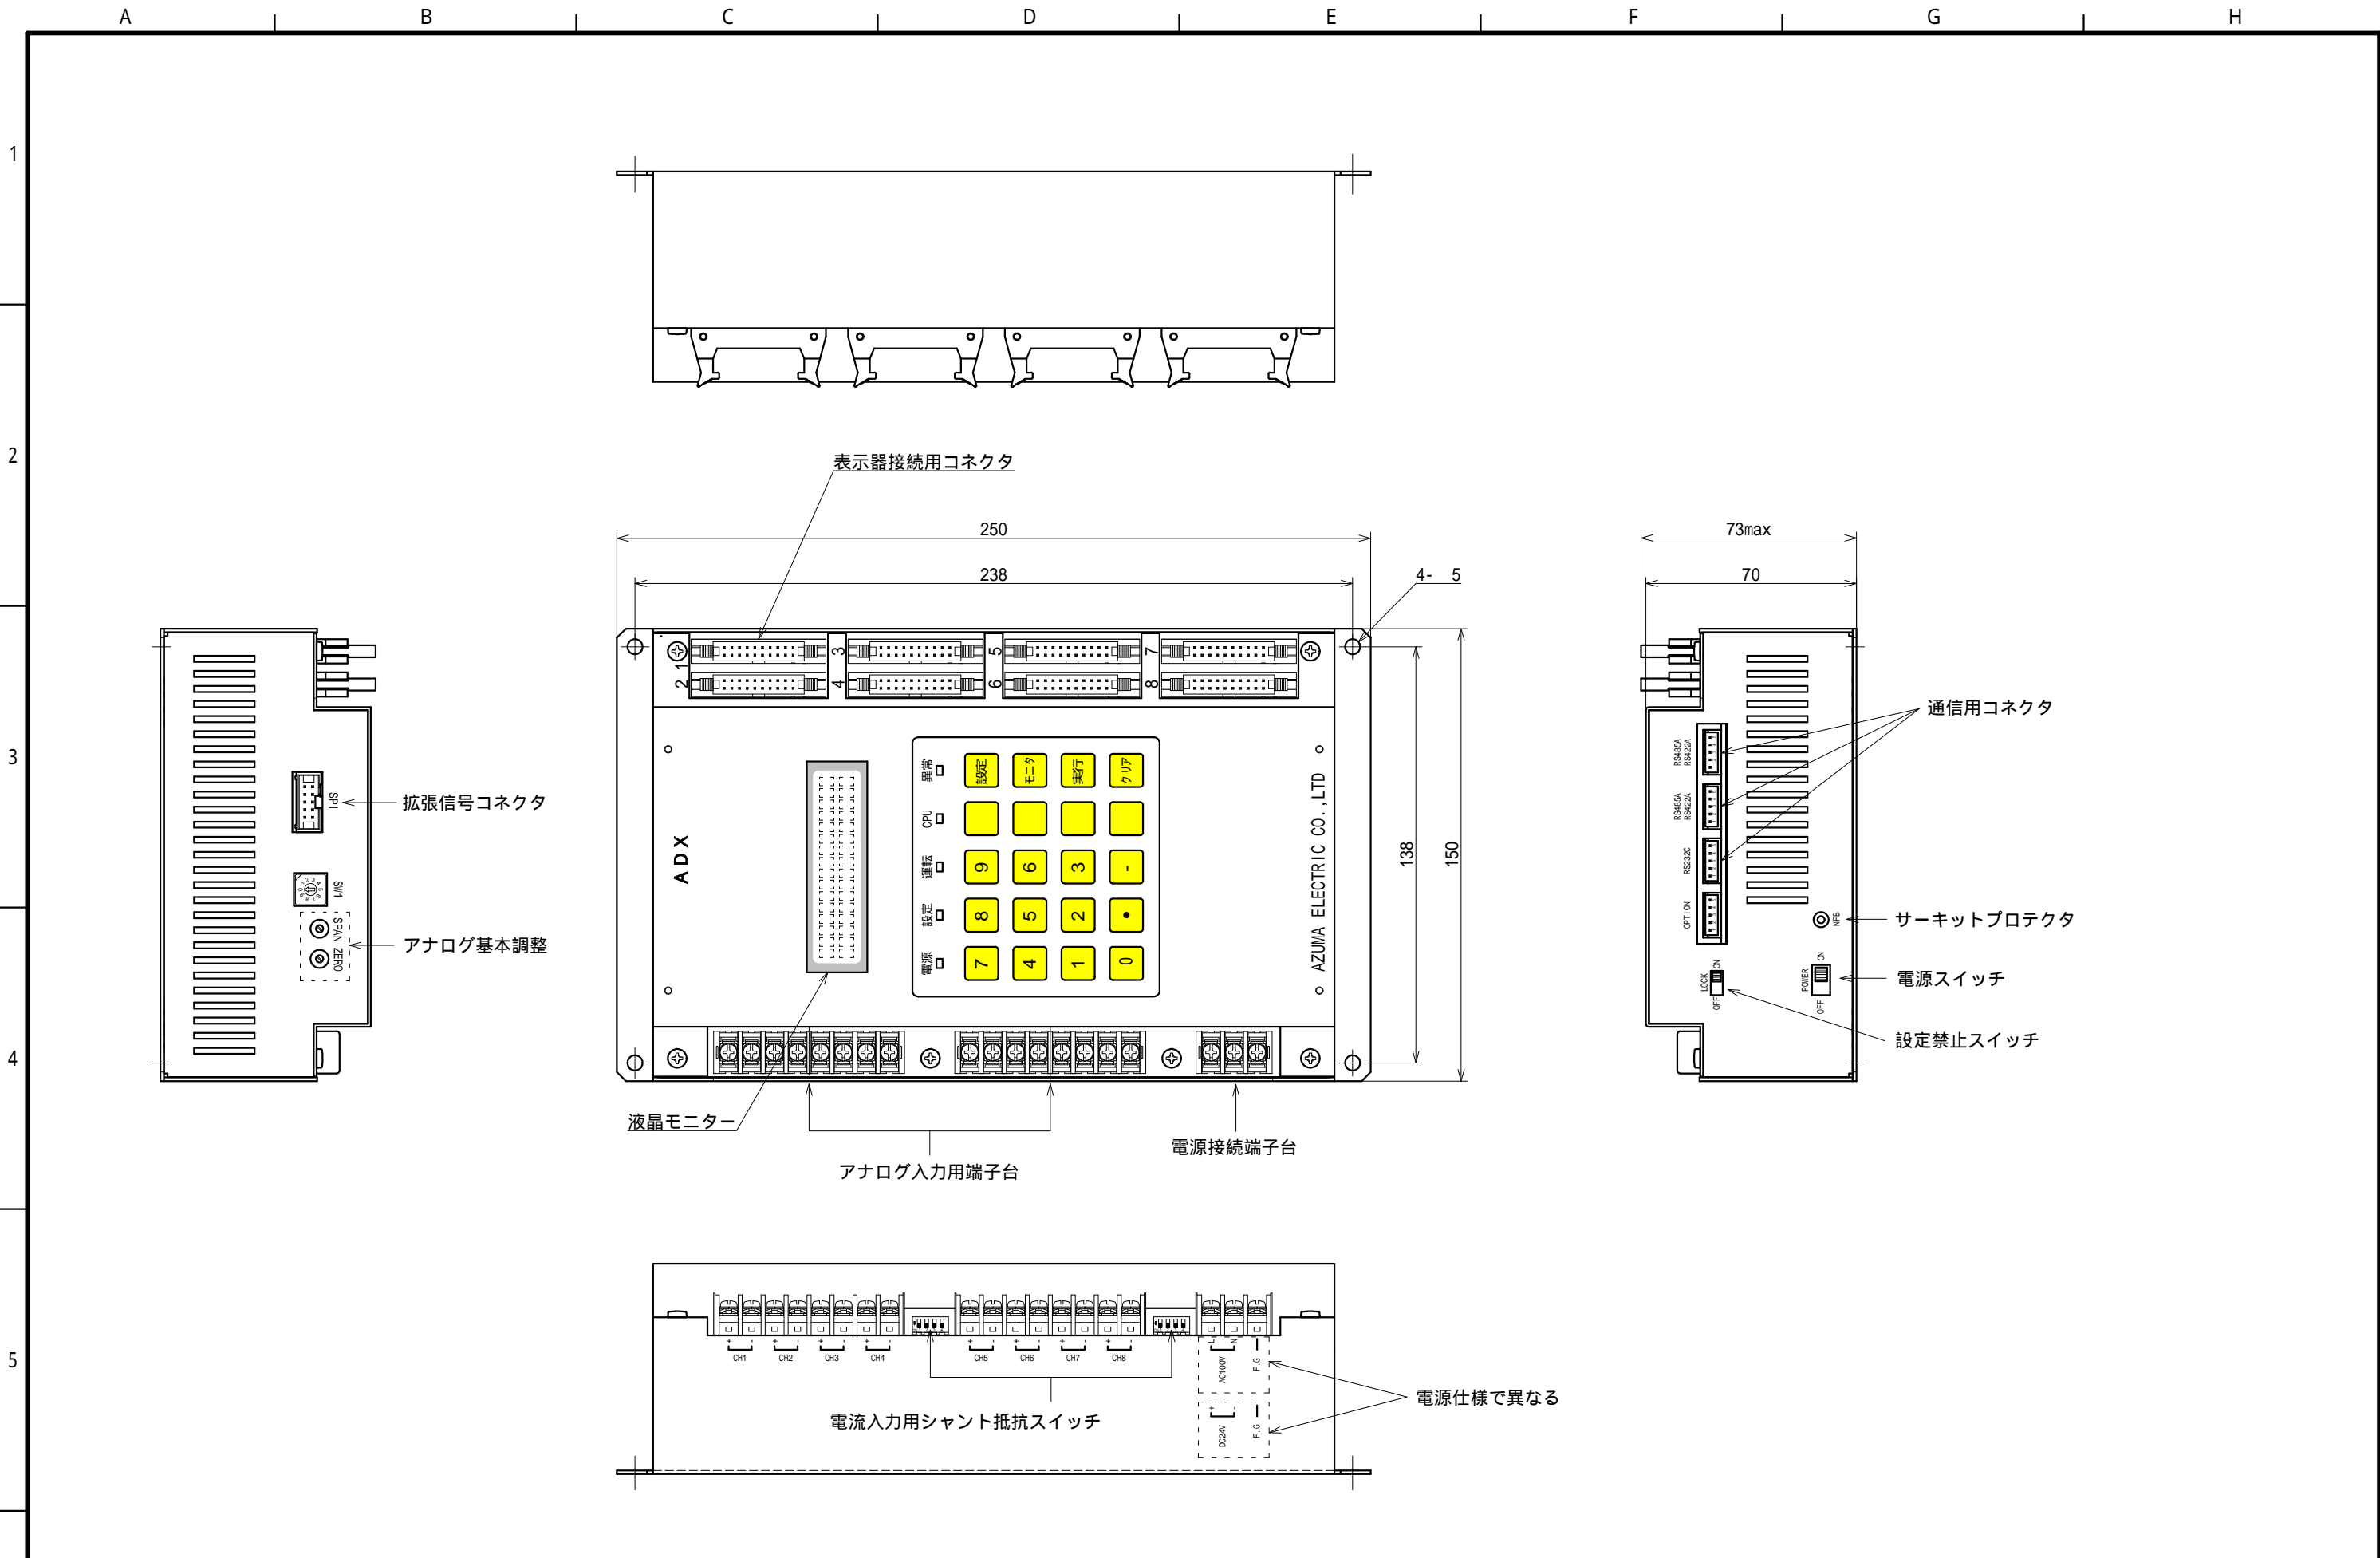 A B C D E F G H
1
2
3
4
5
表示器接続用コネクタ
250
238
4- 5
73max
70
1
2
3
4
5
6
7
8
138
150
ADX
AZUMA ELECTRIC CO.,LTD
異常
CPU
運転
設定
電源
設定
モニタ
実行
クリア
9
6
3
-
8
5
2
•
7
4
1
0
SPI
拡張信号コネクタ
SW1
SPAN ZERO
アナログ基本調整
RS485A
RS422A
RS485A
RS422A
RS232C
OPTION
通信用コネクタ
NFB
サーキットプロテクタ
LOCK
ON
OFF
POWER
ON
OFF
電源スイッチ
設定禁止スイッチ
液晶モニター
アナログ入力用端子台
電源接続端子台
+ -
CH1
+ -
CH2
+ -
CH3
+ -
CH4
+ -
CH5
+ -
CH6
+ -
CH7
+ -
CH8
L N
AC100V
F.G
+ -
DC24V
F.G
電流入力用シャント抵抗スイッチ
電源仕様で異なる